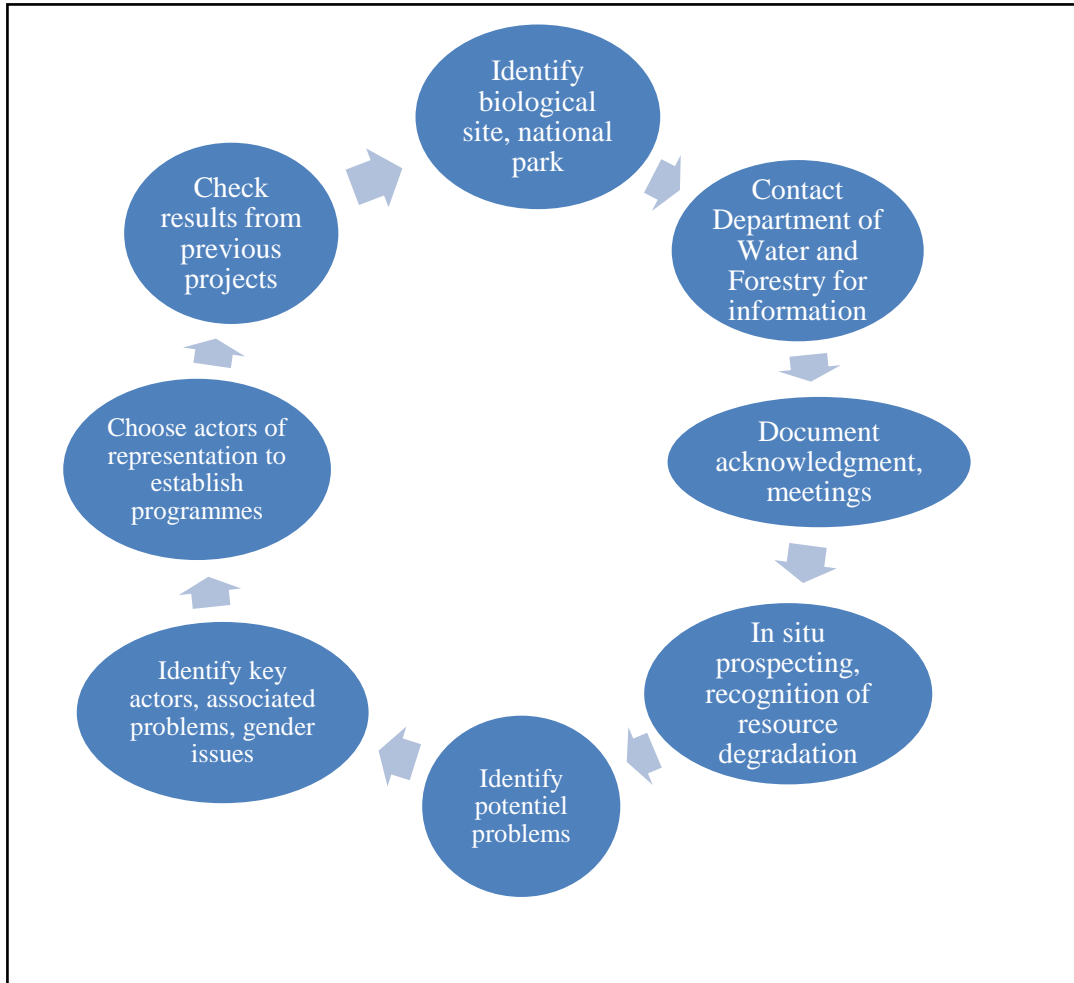 Identify
biological
site, national
park
Contact
Department of
Water and
Forestry for
information
Document
acknowledgment,
meetings
In situ
prospecting,
recognition of
resource
degradation
Identify
potentiel
problems
Identify key
actors, associated
problems, gender
issues
Choose actors of
representation to
establish
programmes
Check
results from
previous
projects